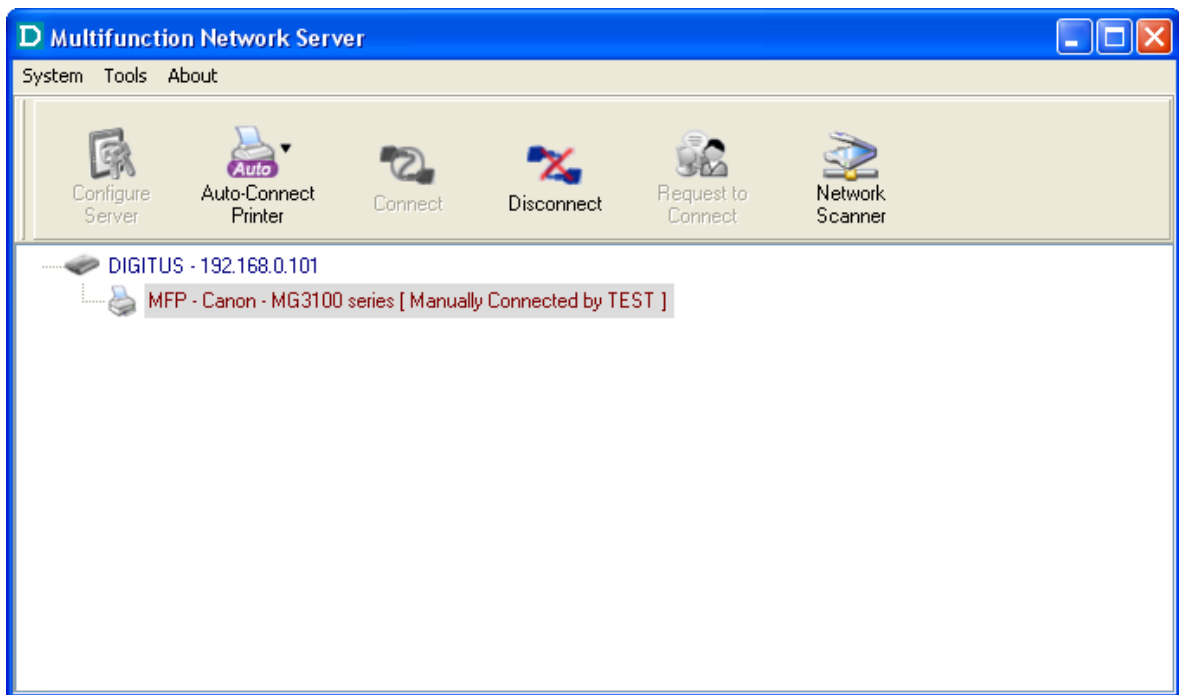 D Multifunction Network Server
System Tools About
Configure
Server
Auto
Auto-Connect
Printer
Connect
Disconnect
Request to
Connect
Network
Scanner
DIGITUS - 192.168.0.101
MFP - Canon - MG3100 series [ Manually Connected by TEST ]